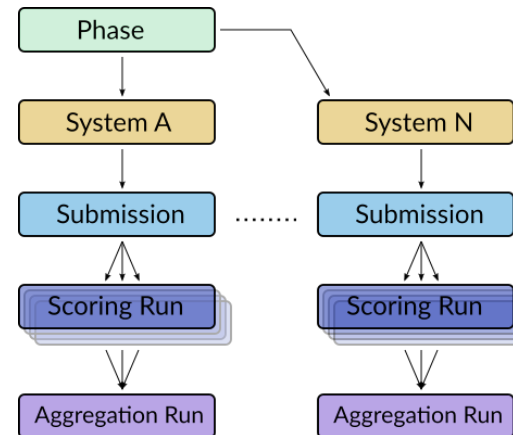 Phase
System A
System N
Submission
........
Submission
Scoring Run
Scoring Run
Aggregation Run
Aggregation Run